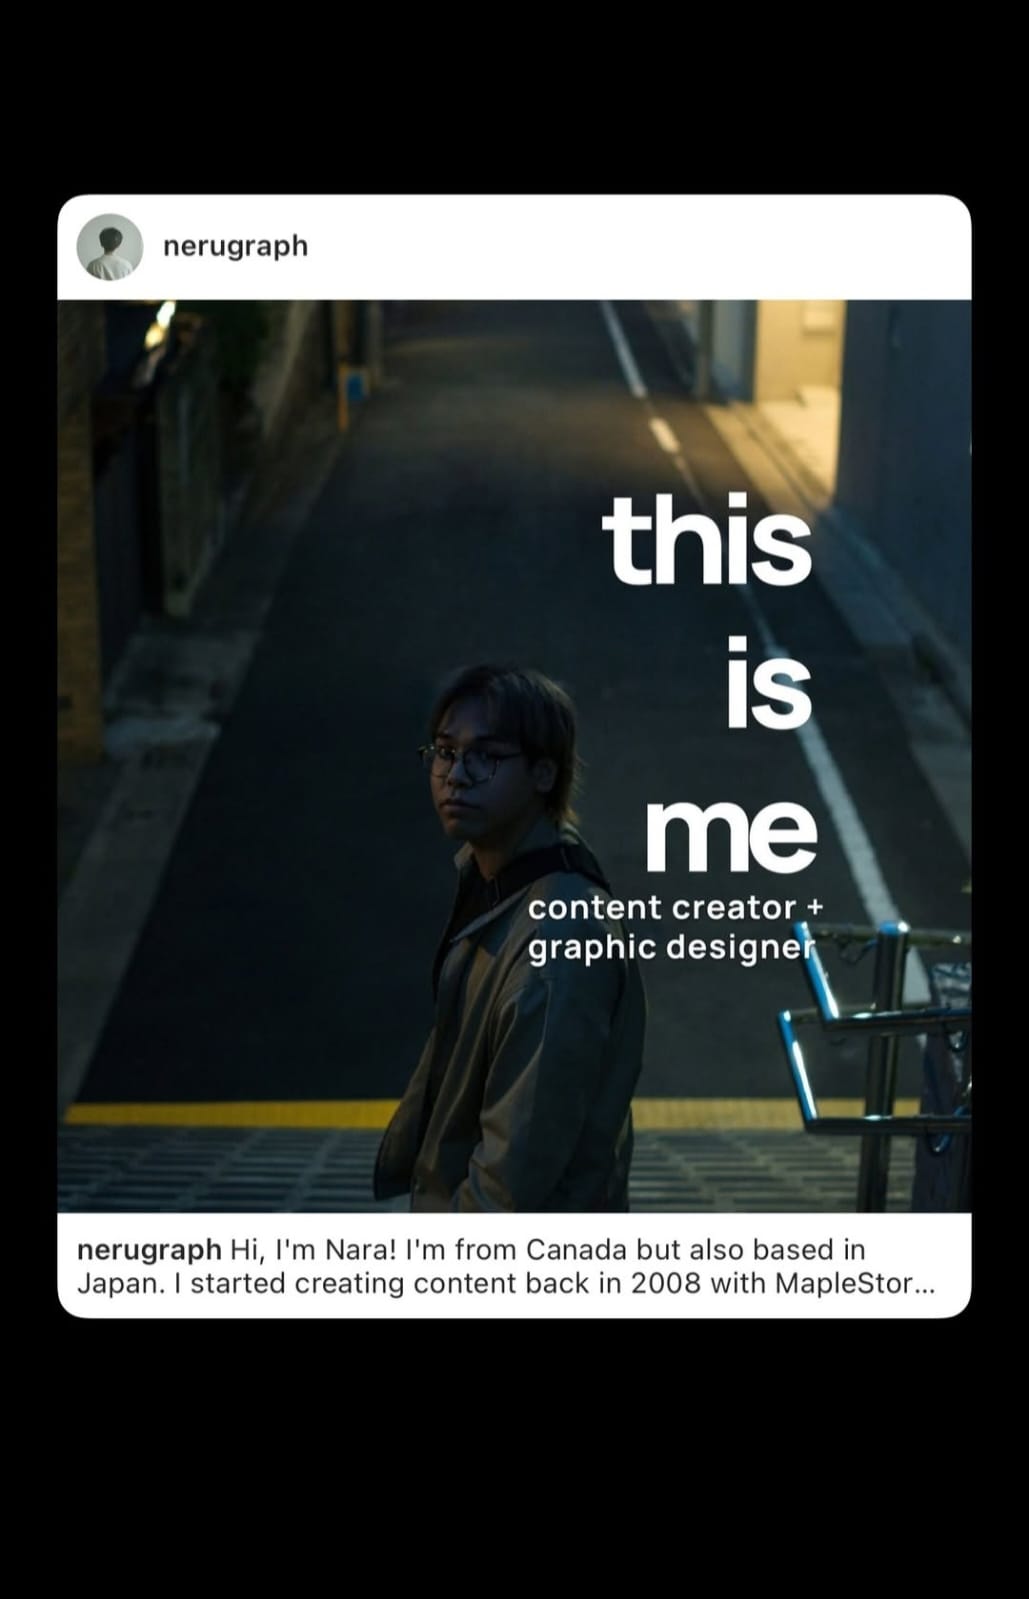 nerugraph
this
is
me
content creator +
graphic designer
nerugraph Hi, I'm Nara! I'm from Canada but also based in
Japan. I started creating content back in 2008 with MapleStor...